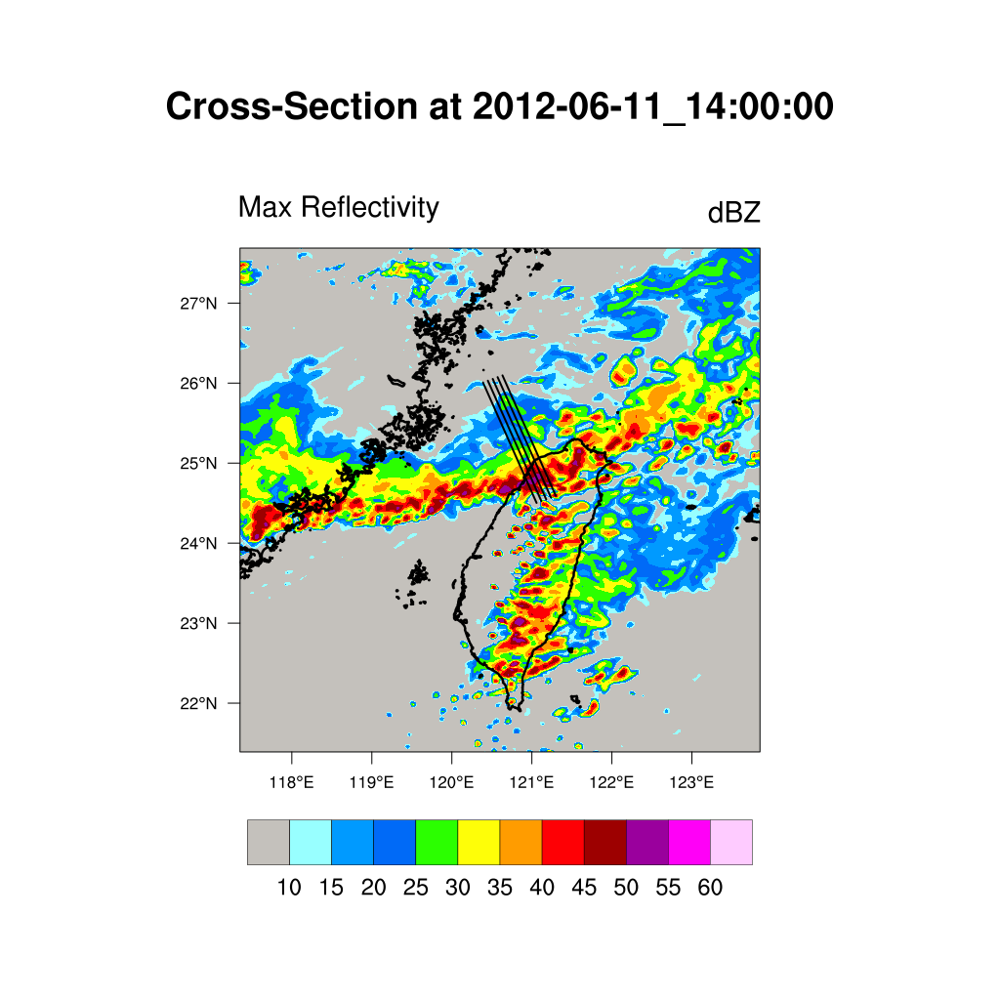 Cross-Section at 2012-06-11_14:00:00
Max Reflectivity dBZ
27°N
26°N
25°N
24°N
23°N
22°N
118°E 119°E 120°E 121°E 122°E 123°E
10 15 20 25 30 35 40 45 50 55 60